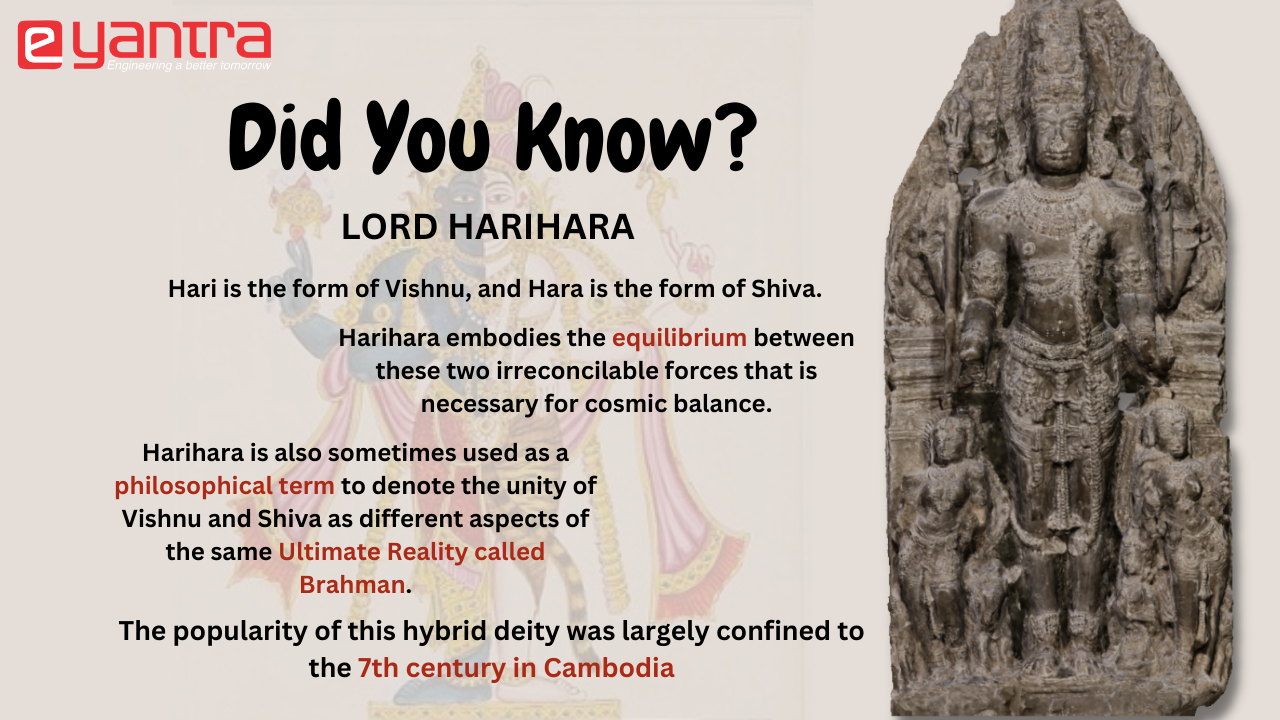 e yantra
Engineering a better tomorrow
Did You Know?
LORD HARIHARA
Hari is the form of Vishnu, and Hara is the form of Shiva.
Harihara embodies the equilibrium between
these two irreconcilable forces that is
necessary for cosmic balance.
Harihara is also sometimes used as a
philosophical term to denote the unity of
Vishnu and Shiva as different aspects of
the same Ultimate Reality called
Brahman.
The popularity of this hybrid deity was largely confined to
the 7th century in Cambodia